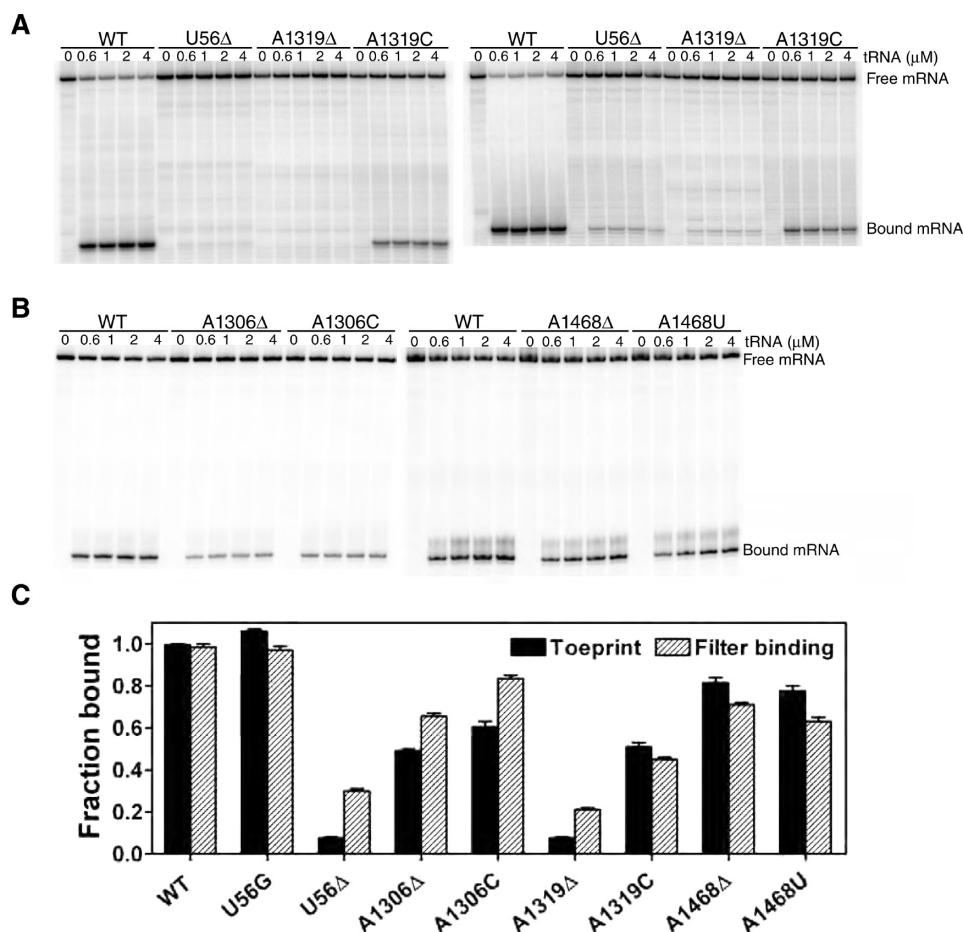 A
WT U56Δ A1319Δ A1319C WT U56Δ A1319Δ A1319C
0 0.6 1 2 4 0 0.6 1 2 4 0 0.6 1 2 4 0 0.6 1 2 4 0 0.6 1 2 4 0 0.6 1 2 4 0 0.6 1 2 4 0 0.6 1 2 4 tRNA (μM)
Free mRNA
Bound mRNA
B
WT A1306Δ A1306C WT A1468Δ A1468U
0 0.6 1 2 4 0 0.6 1 2 4 0 0.6 1 2 4 0 0.6 1 2 4 0 0.6 1 2 4 0 0.6 1 2 4 tRNA (μM)
Free mRNA
Bound mRNA
C
Toeprint Filter binding
Fraction bound
1.0
0.8
0.6
0.4
0.2
0.0
WT U56G U56Δ A1306Δ A1306C A1319Δ A1319C A1468Δ A1468U